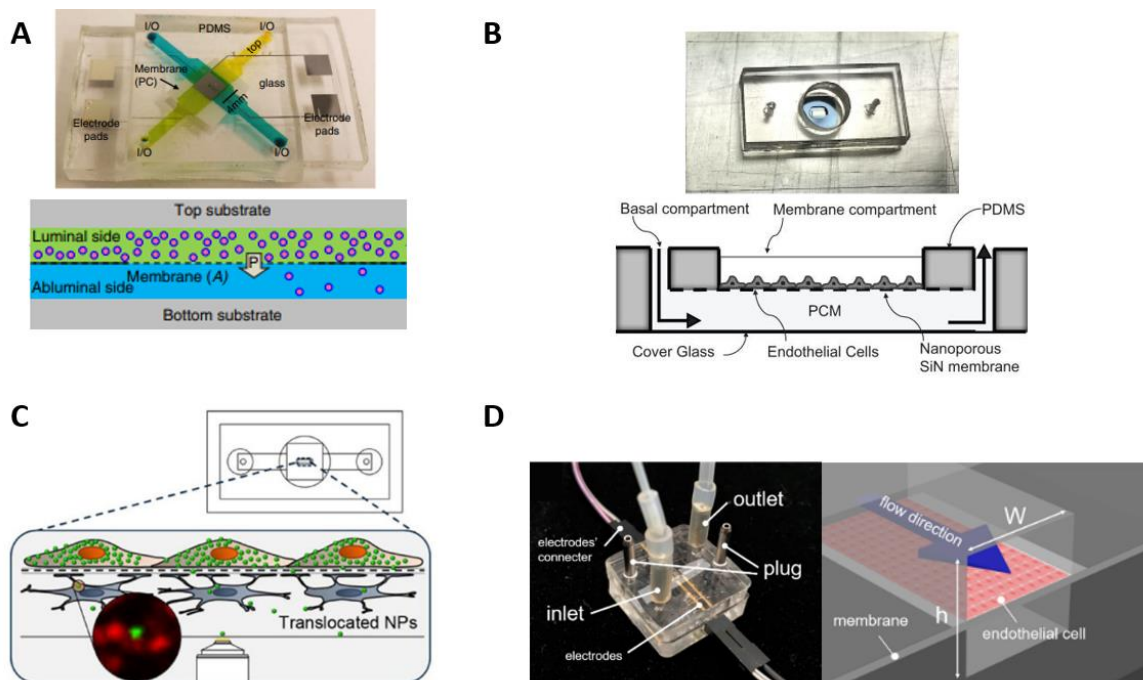 A
I/O
PDMS
I/O
top
Membrane
(PC)
glass
4mm
Electrode
pads
Electrode
pads
I/O
I/O
Top substrate
Luminal side
P
Membrane (A)
Abluminal side
Bottom substrate
B
Basal compartment
Membrane compartment
PDMS
PCM
Cover Glass
Endothelial Cells
Nanoporous
SiN membrane
C
Translocated NPs
D
outlet
electrodes'
connecter
plug
inlet
electrodes
flow direction
W
h
membrane
endothelial cell